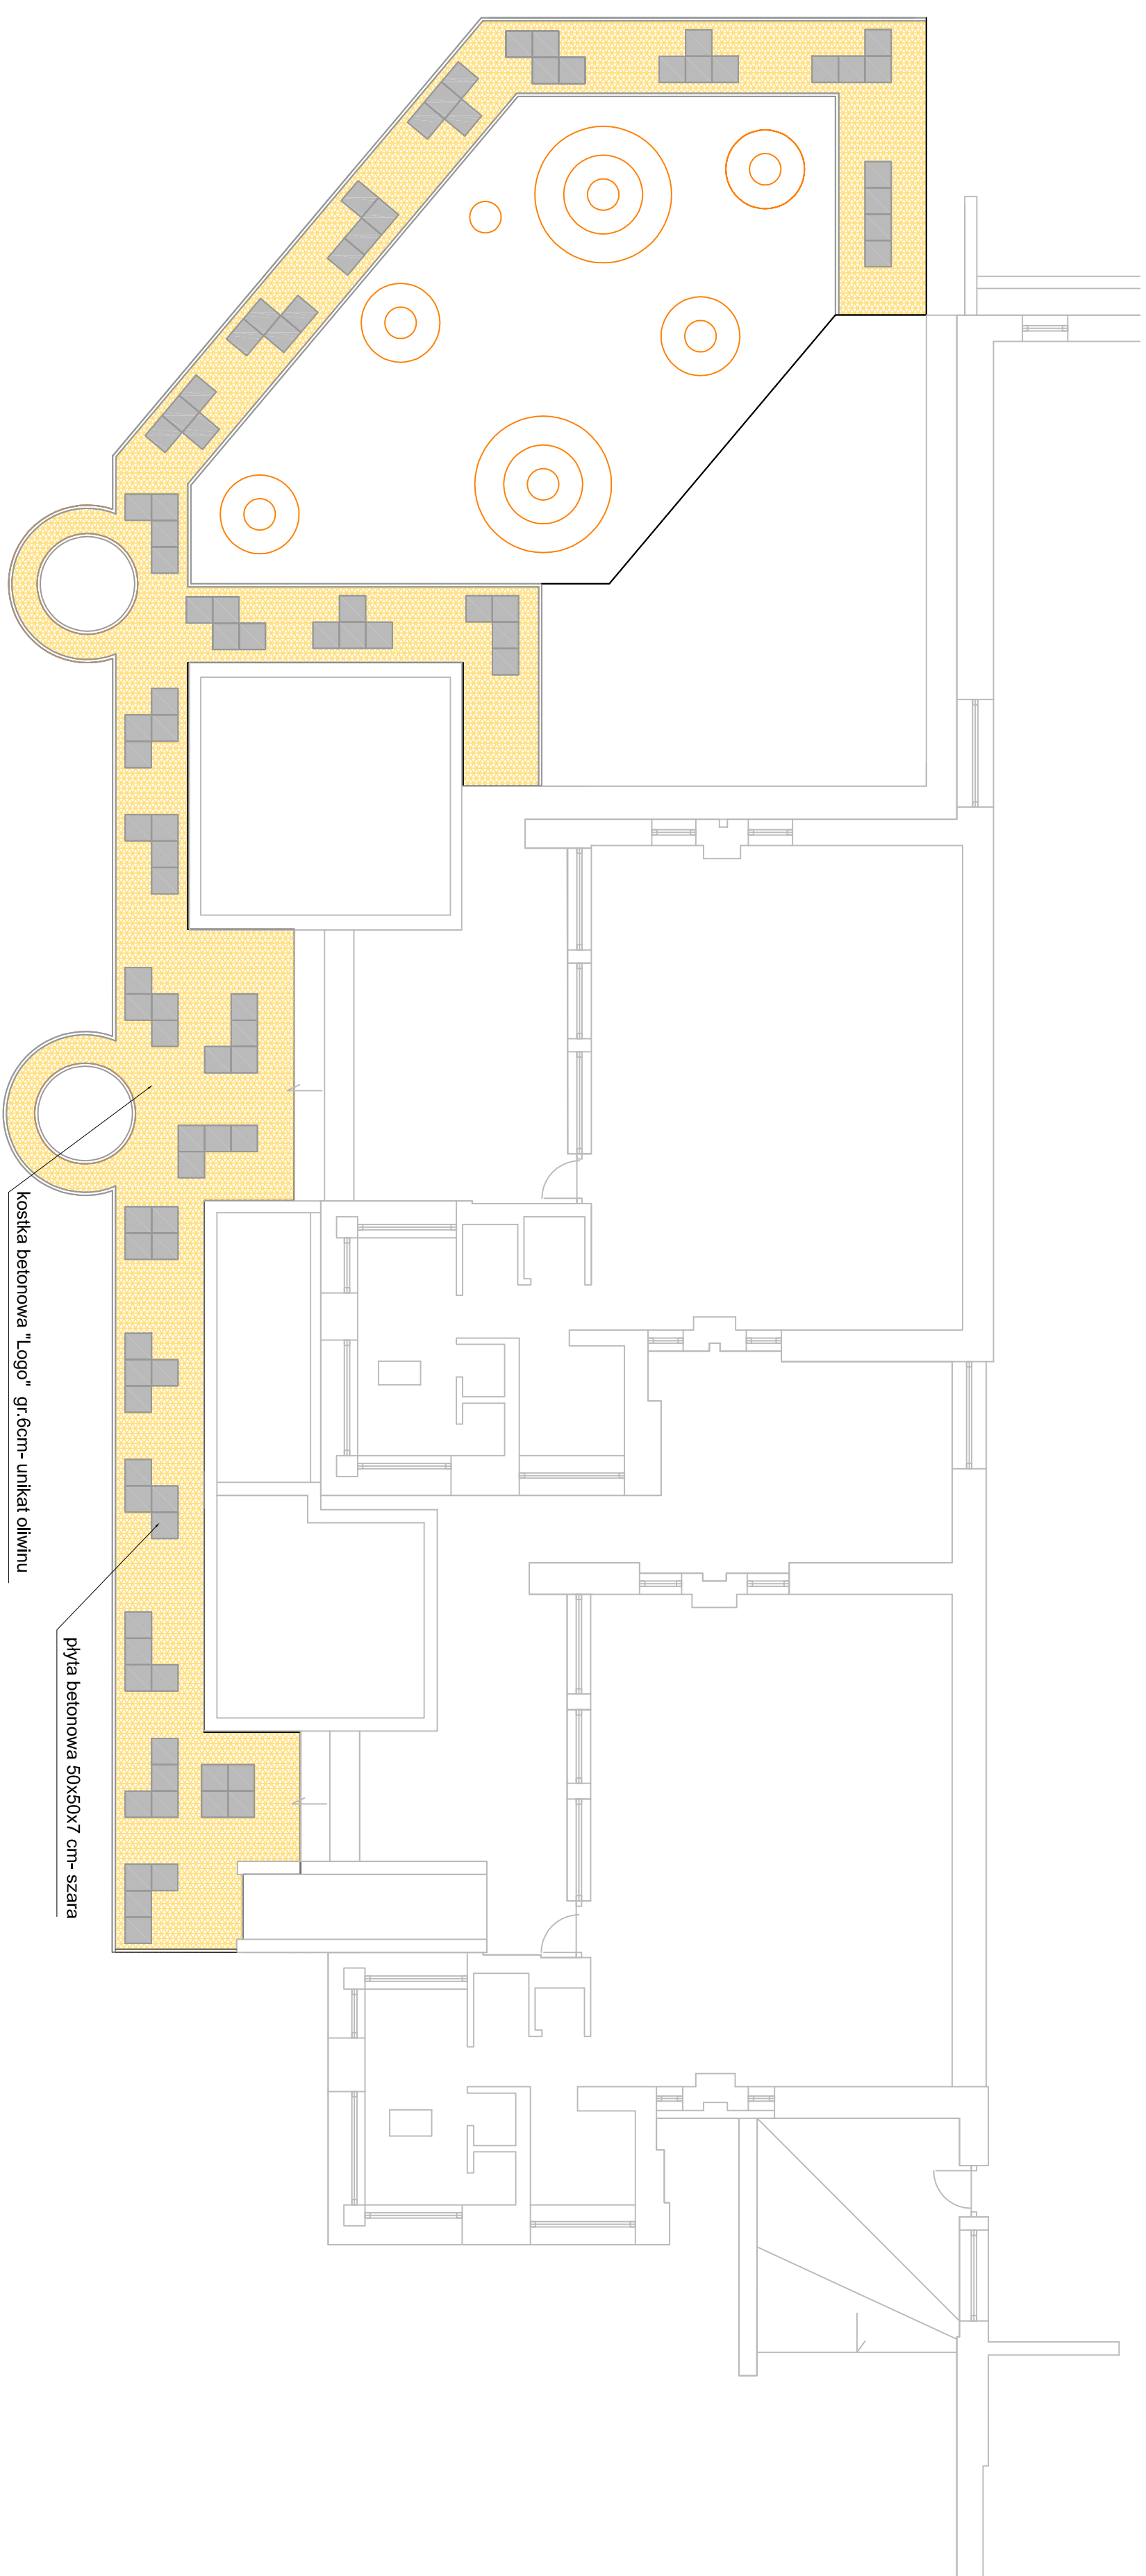 kostka betonowa "Logo" gr.6cm- unikat oliwinu
płyta betonowa 50x50x7 cm- szara